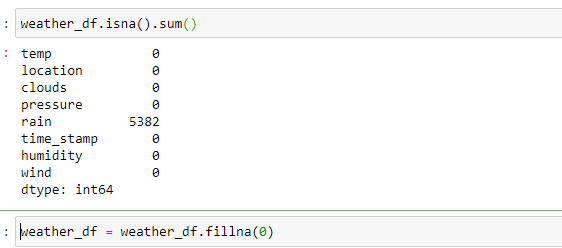 : weather_df.isna().sum()
: temp 0
location 0
clouds 0
pressure 0
rain 5382
time_stamp 0
humidity 0
wind 0
dtype: int64
: weather_df = weather_df.fillna(0)